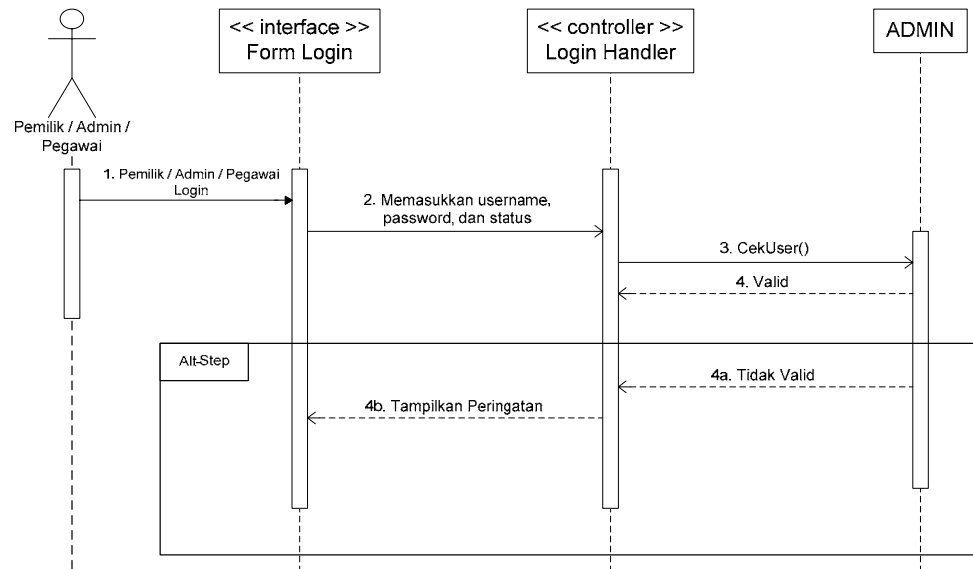 << interface >>
Form Login
<< controller >>
Login Handler
ADMIN
Pemilik / Admin /
Pegawai
1. Pemilik / Admin / Pegawai
Login
2. Memasukkan username,
password, dan status
3. CekUser()
4. Valid
Alt-Step
4a. Tidak Valid
4b. Tampilkan Peringatan